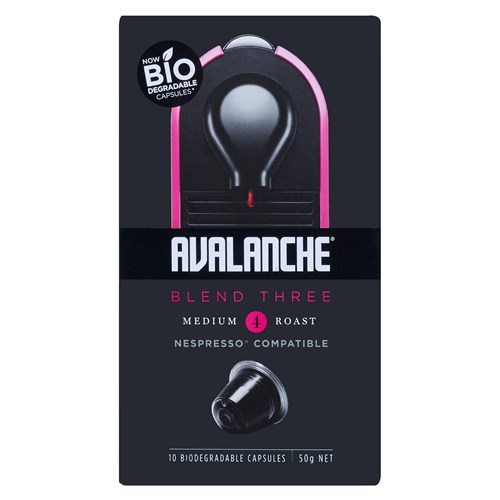 NOW
BIO
DEGRADABLE
CAPSULES*
AVALANCHE®
BLEND THREE
MEDIUM 4 ROAST
NESPRESSO* COMPATIBLE
10 BIODEGRADABLE CAPSULES | 50g NET